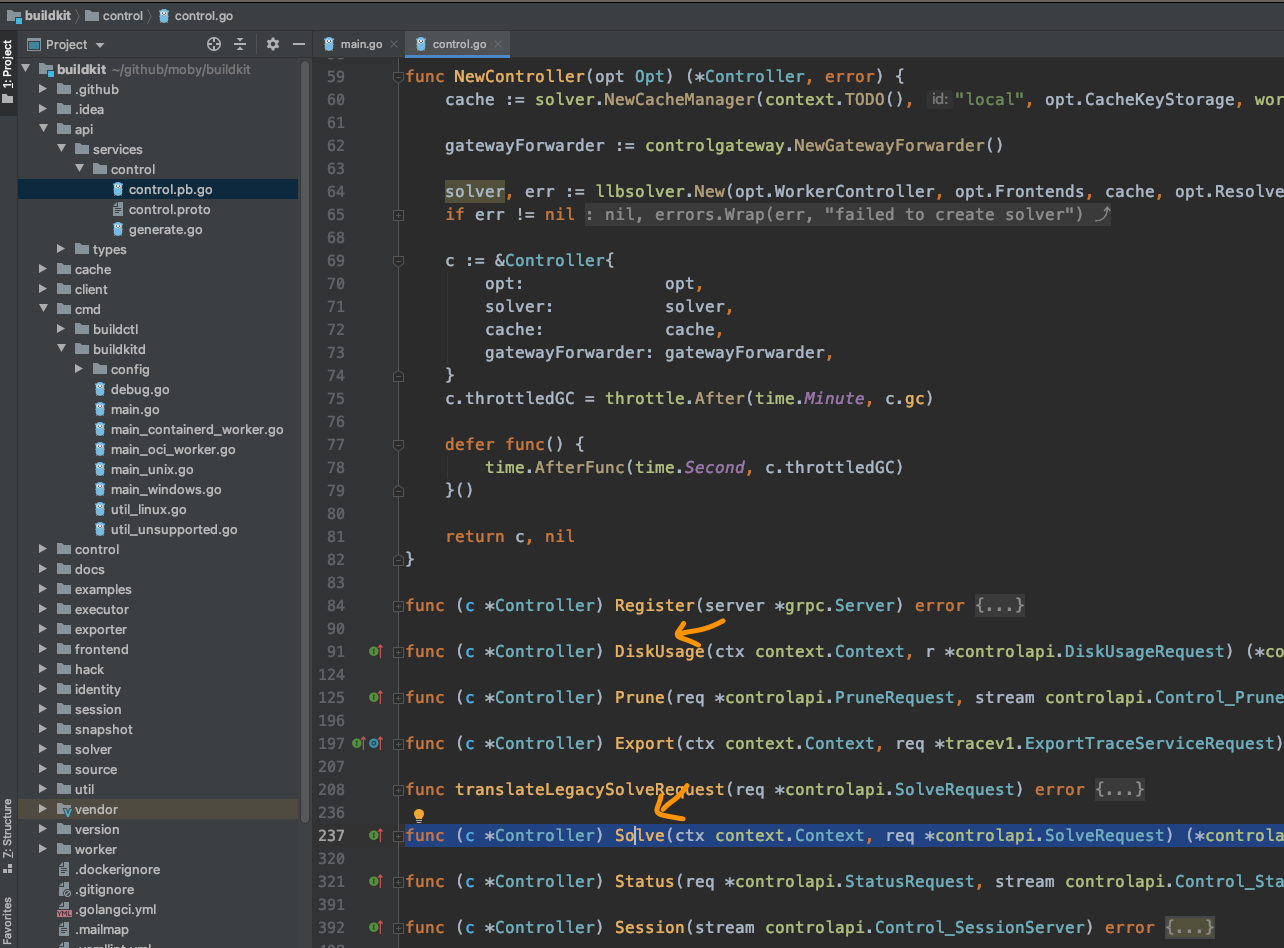 buildkit control control.go
1: Project
Project
main.go control.go
buildkit ~/github/moby/buildkit
.github
.idea
api
services
control
control.pb.go
control.proto
generate.go
types
cache
client
cmd
buildctl
buildkitd
config
debug.go
main.go
main_containerd_worker.go
main_oci_worker.go
main_unix.go
main_windows.go
util_linux.go
util_unsupported.go
control
docs
examples
executor
exporter
frontend
hack
identity
session
snapshot
solver
source
util
vendor
version
worker
.dockerignore
.gitignore
.golangci.yml
.mailmap
Z: Structure
Favorites
59 func NewController(opt Opt) (*Controller, error) {
60 cache := solver.NewCacheManager(context.TODO(), id: "local", opt.CacheKeyStorage, wor
61
62 gatewayForwarder := controlgateway.NewGatewayForwarder()
63
64 solver, err := llbsolver.New(opt.WorkerController, opt.Frontends, cache, opt.Resolve
65 if err != nil : nil, errors.Wrap(err, "failed to create solver")
68
69 c := &Controller{
70 opt: opt,
71 solver: solver,
72 cache: cache,
73 gatewayForwarder: gatewayForwarder,
74 }
75 c.throttledGC = throttle.After(time.Minute, c.gc)
76
77 defer func() {
78 time.AfterFunc(time.Second, c.throttledGC)
79 }()
80
81 return c, nil
82 }
83
84 func (c *Controller) Register(server *grpc.Server) error {...}
90
91 func (c *Controller) DiskUsage(ctx context.Context, r *controlapi.DiskUsageRequest) (*co
124
125 func (c *Controller) Prune(req *controlapi.PruneRequest, stream controlapi.Control_Prune
196
197 func (c *Controller) Export(ctx context.Context, req *tracev1.ExportTraceServiceRequest)
207
208 func translateLegacySolveRequest(req *controlapi.SolveRequest) error {...}
236
237 func (c *Controller) Solve(ctx context.Context, req *controlapi.SolveRequest) (*controla
320
321 func (c *Controller) Status(req *controlapi.StatusRequest, stream controlapi.Control_Sta
391
392 func (c *Controller) Session(stream controlapi.Control_SessionServer) error {...}